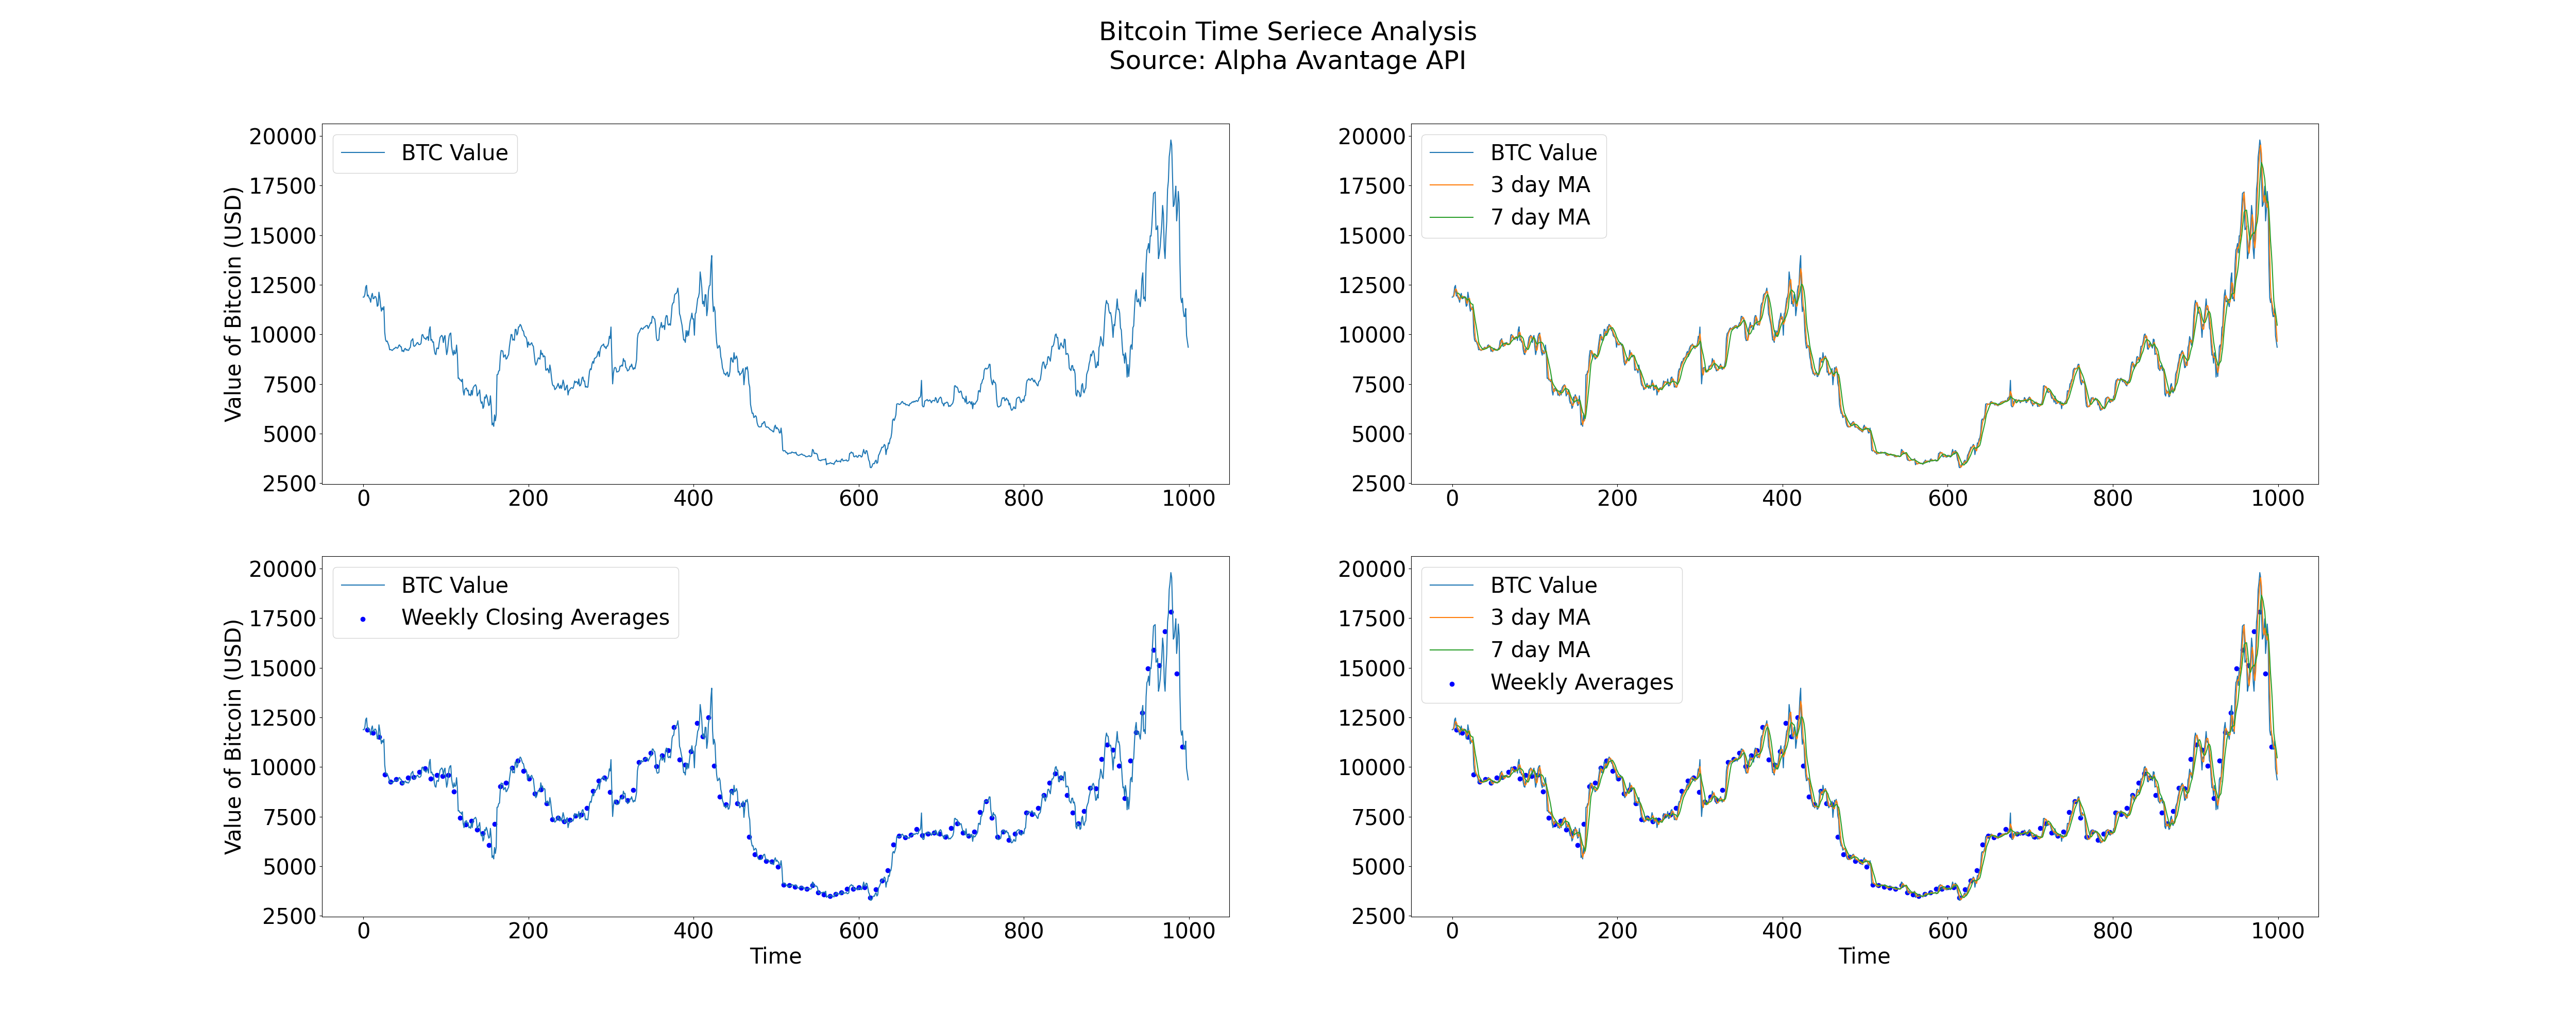 Bitcoin Time Seriece Analysis
Source: Alpha Avantage API
Value of Bitcoin (USD)
20000
17500
15000
12500
10000
7500
5000
2500
0 200 400 600 800 1000
BTC Value
20000
17500
15000
12500
10000
7500
5000
2500
0 200 400 600 800 1000
BTC Value
3 day MA
7 day MA
Value of Bitcoin (USD)
20000
17500
15000
12500
10000
7500
5000
2500
0 200 400 600 800 1000
Time
BTC Value
Weekly Closing Averages
20000
17500
15000
12500
10000
7500
5000
2500
0 200 400 600 800 1000
Time
BTC Value
3 day MA
7 day MA
Weekly Averages